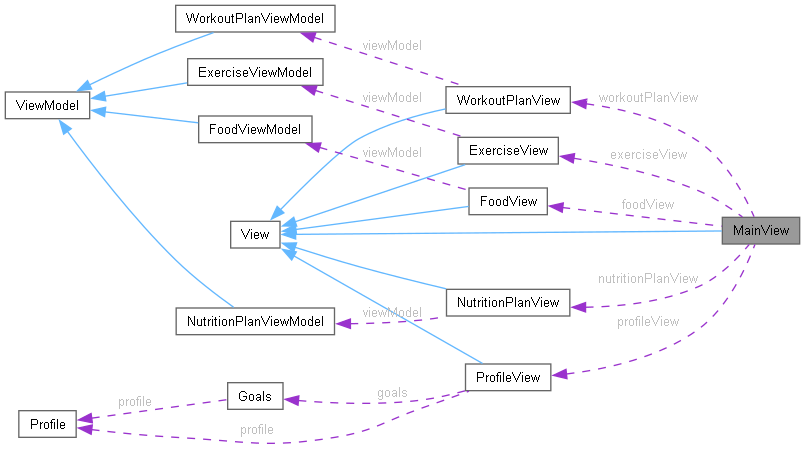 WorkoutPlanViewModel
viewModel
ExerciseViewModel
ViewModel
viewModel
WorkoutPlanView
workoutPlanView
FoodViewModel
viewModel
ExerciseView
exerciseView
FoodView
foodView
View
MainView
nutritionPlanView
NutritionPlanView
NutritionPlanViewModel
viewModel
profileView
ProfileView
Goals
goals
profile
Profile
profile